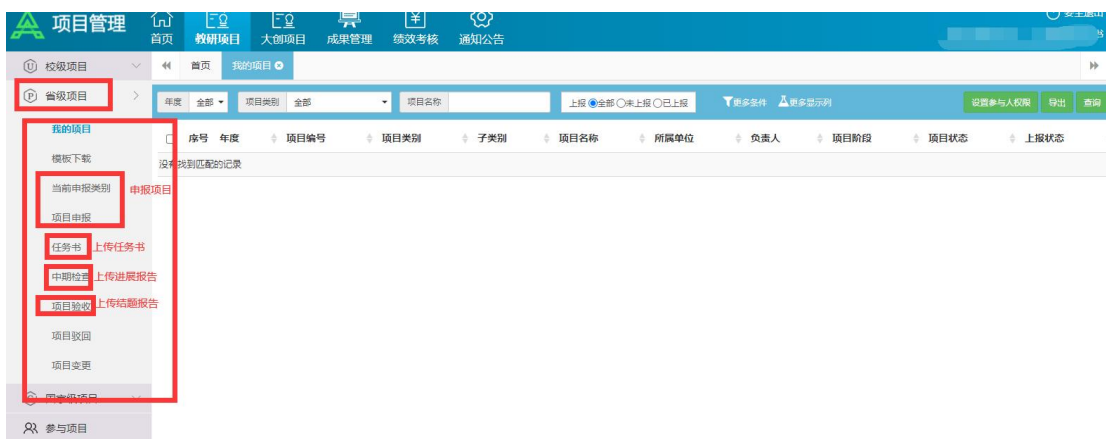 项目管理
首页 教研项目 大创项目 成果管理 绩效考核 通知公告
校级项目 首页 我的项目
省级项目
年度 全部 项目类别 全部 项目名称 上报 全部 未上报 已上报 更多条件 更多显示列 设置参与人权限 导出 查询
我的项目
序号 年度 项目编号 项目类别 子类别 项目名称 所属单位 负责人 项目阶段 项目状态 上报状态
模板下载
没有找到匹配的记录
当前申报类别 申报项目
项目申报
任务书 上传任务书
中期检查 上传进展报告
项目验收 上传结题报告
项目驳回
项目变更
国家级项目
参与项目